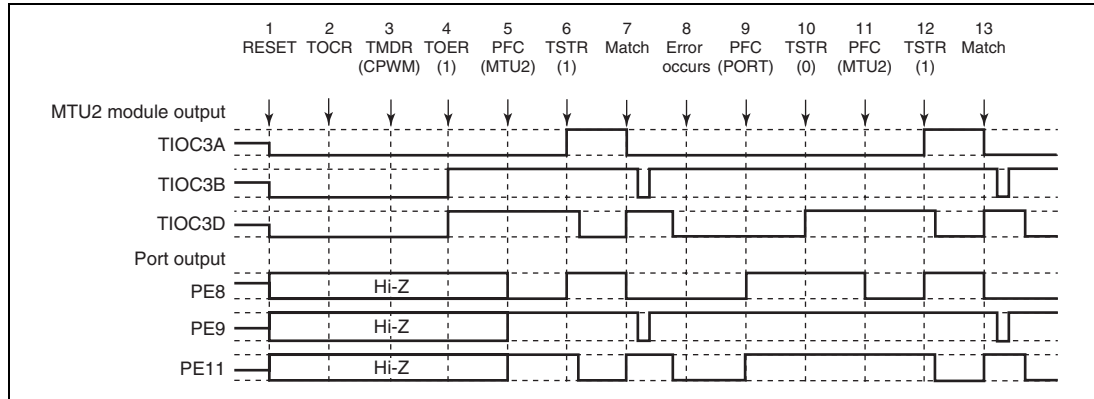 1 2 3 4 5 6 7 8 9 10 11 12 13
RESET TOCR TMDR TOER PFC TSTR Match Error PFC TSTR PFC TSTR Match
(CPWM) (1) (MTU2) (1) occurs (PORT) (0) (MTU2) (1)
MTU2 module output
TIOC3A
TIOC3B
TIOC3D
Port output
PE8 Hi-Z
PE9 Hi-Z
PE11 Hi-Z